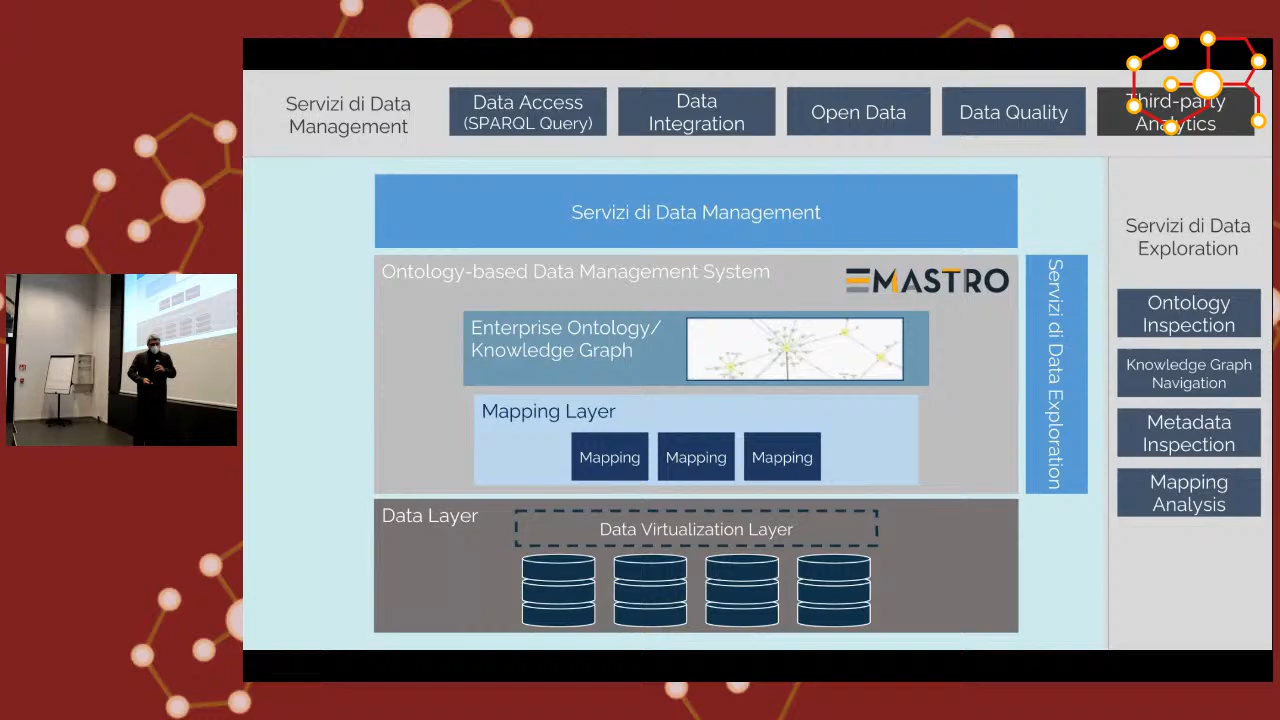 Servizi di Data
Management
Data Access
(SPARQL Query)
Data
Integration
Open Data
Data Quality
Third-party
Analytics
Servizi di Data Management
Ontology-based Data Management System
MASTRO
Enterprise Ontology/
Knowledge Graph
Mapping Layer
Mapping
Mapping
Mapping
Data Layer
Data Virtualization Layer
Servizi di Data Exploration
Servizi di Data
Exploration
Ontology
Inspection
Knowledge Graph
Navigation
Metadata
Inspection
Mapping
Analysis